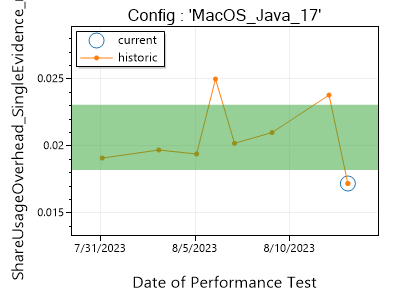 Config : 'MacOS_Java_17'
current
historic
ShareUsageOverhead_SingleEvidence_
0.025
0.02
0.015
7/31/2023
8/5/2023
8/10/2023
Date of Performance Test